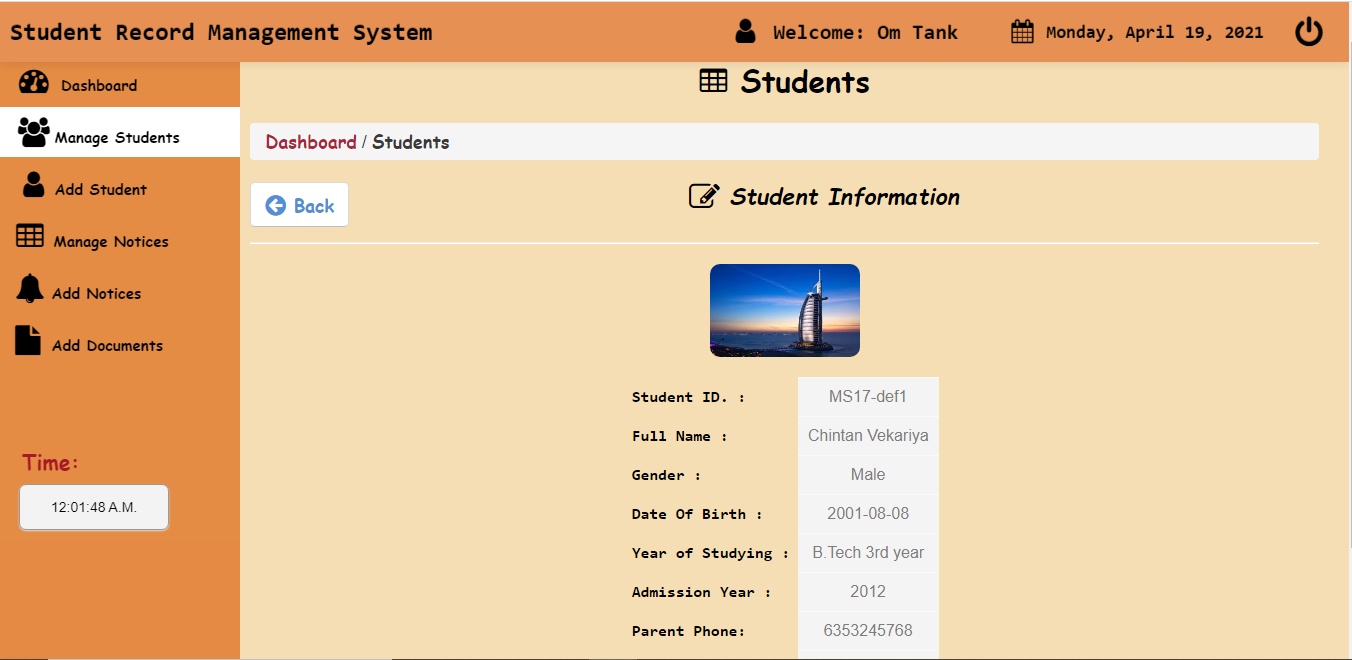 Student Record Management System
Welcome: Om Tank
Monday, April 19, 2021
Dashboard
Manage Students
Add Student
Manage Notices
Add Notices
Add Documents
Time:
12:01:48 A.M.
Students
Dashboard / Students
Back
Student Information
Student ID. : MS17-def1
Full Name : Chintan Vekariya
Gender : Male
Date Of Birth : 2001-08-08
Year of Studying : B.Tech 3rd year
Admission Year : 2012
Parent Phone: 6353245768